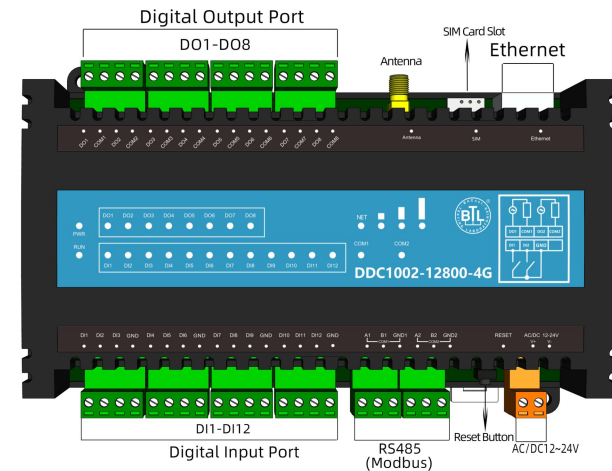 Digital Output Port
DO1-DO8
SIM Card Slot
Ethernet
Antenna
DO1 COM1 DO2 COM2 DO3 COM3 DO4 COM4 DO5 COM5 DO6 COM6 DO7 COM7 DO8 COM8
Antenna SIM Ethernet
DO1 DO2 DO3 DO4 DO5 DO6 DO7 DO8
NET
BTL
PWR
DO1 COM1 DO2 COM2
RUN
COM1 COM2
DI1 DI2 GND
DI1 DI2 DI3 DI4 DI5 DI6 DI7 DI8 DI9 DI10 DI11 DI12
DDC1002-12800-4G
DI1 DI2 DI3 GND DI4 DI5 DI6 GND DI7 DI8 DI9 GND DI10 DI11 DI12 GND
A1 B1 GND1 A2 B2 GND2
RESET
AC/DC 12-24V
COM1 COM2
V+ V-
DI1-DI12
Digital Input Port
RS485
(Modbus)
Reset Button
AC/DC12~24V